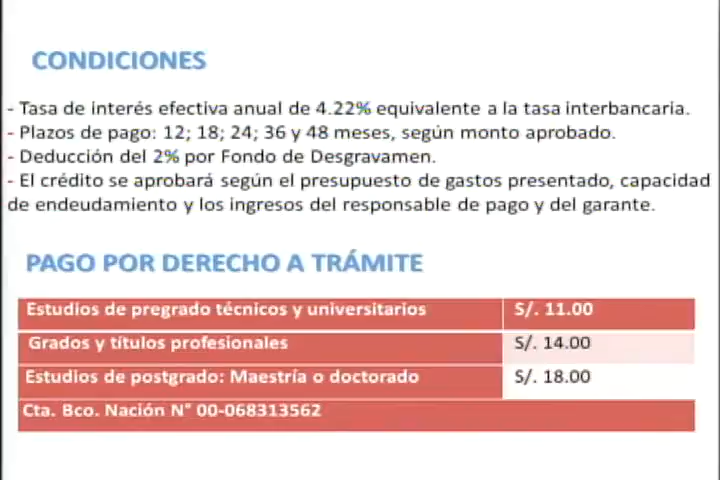 CONDICIONES
- Tasa de interés efectiva anual de 4.22% equivalente a la tasa interbancaria.
- Plazos de pago: 12; 18; 24; 36 y 48 meses, según monto aprobado.
- Deducción del 2% por Fondo de Desgravamen.
- El crédito se aprobará según el presupuesto de gastos presentado, capacidad
de endeudamiento y los ingresos del responsable de pago y del garante.
PAGO POR DERECHO A TRÁMITE
Estudios de pregrado técnicos y universitarios S/. 11.00
Grados y títulos profesionales S/. 14.00
Estudios de postgrado: Maestría o doctorado S/. 18.00
Cta. Bco. Nación N° 00-068313562